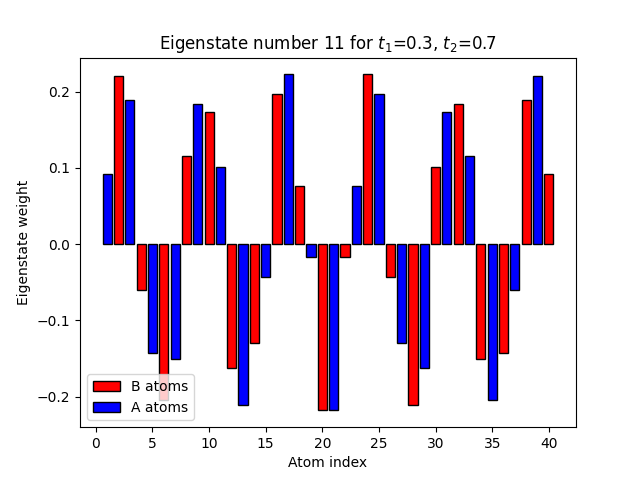 Eigenstate number 11 for t₁=0.3, t₂=0.7
Eigenstate weight
0.2
0.1
0.0
−0.1
−0.2
B atoms
A atoms
0 5 10 15 20 25 30 35 40
Atom index